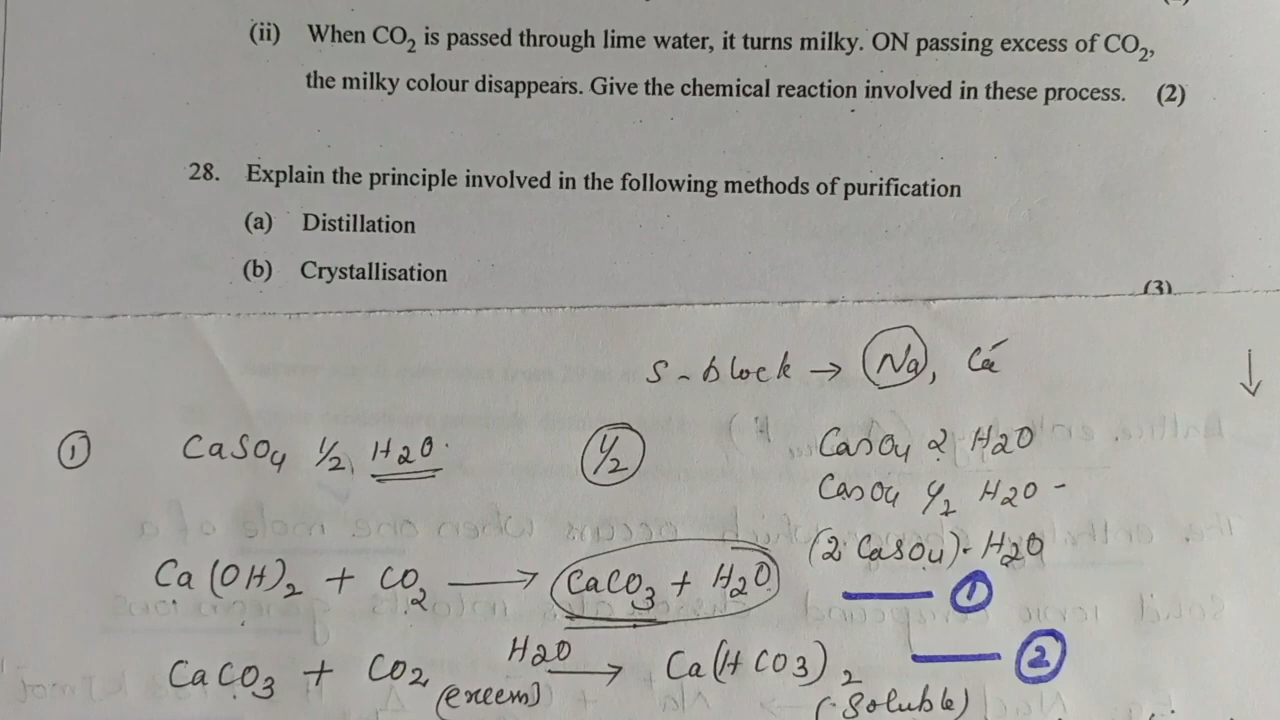 (ii) When CO₂ is passed through lime water, it turns milky. ON passing excess of CO₂,
the milky colour disappears. Give the chemical reaction involved in these process. (2)
28. Explain the principle involved in the following methods of purification
(a) Distillation
(b) Crystallisation
(3)
S-block → Na, Ca
① CaSO₄ 1/2 H₂O. 1/2 CaSO₄ 2 H₂O
CaSO₄ 1/2 H₂O -
(2·CaSO₄)·H₂O
Ca(OH)₂ + CO₂ → CaCO₃ + H₂O ①
CaCO₃ + CO₂ H₂O → Ca(HCO₃)₂ ②
(excess) (Soluble)